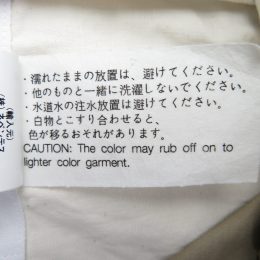 ・濡れたままの放置は、避けてください。
・他のものと一緒に洗濯しないでください。
・水道水の注水放置は避けてください。
・白物とこすり合わせると、
色が移るおそれがあります。
CAUTION: The color may rub off on to
lighter color garment.
(輸入元)